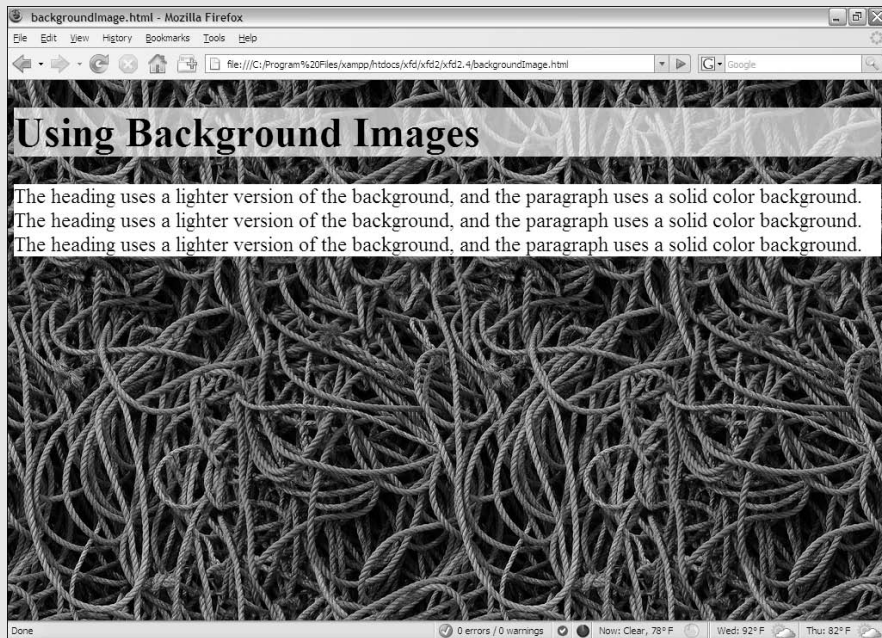 backgroundImage.html - Mozilla Firefox
File Edit View History Bookmarks Tools Help
file:///C:/Program%20Files/xampp/htdocs/xfd/xfd2/xfd2.4/backgroundImage.html
G Google
Using Background Images
The heading uses a lighter version of the background, and the paragraph uses a solid color background.
The heading uses a lighter version of the background, and the paragraph uses a solid color background.
The heading uses a lighter version of the background, and the paragraph uses a solid color background.
Done 0 errors / 0 warnings Now: Clear, 78° F Wed: 92° F Thu: 82° F